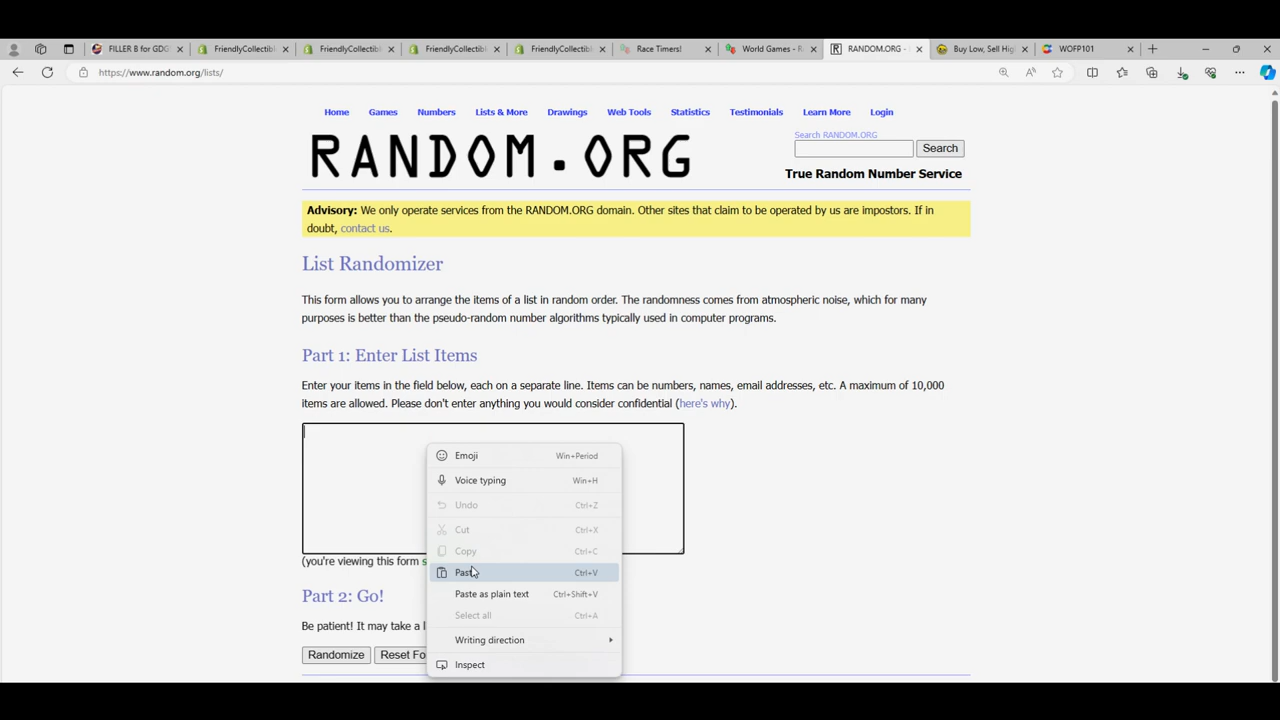 FILLER B for GDG
FriendlyCollectib
FriendlyCollectibl
FriendlyCollectibl
FriendlyCollectibl
Race Timers!
World Games - R
RANDOM.ORG -
Buy Low, Sell Hig
WOFP101
https://www.random.org/lists/
Home Games Numbers Lists & More Drawings Web Tools Statistics Testimonials Learn More Login
RANDOM.ORG
Search RANDOM.ORG
Search
True Random Number Service
Advisory: We only operate services from the RANDOM.ORG domain. Other sites that claim to be operated by us are impostors. If in
doubt, contact us.
List Randomizer
This form allows you to arrange the items of a list in random order. The randomness comes from atmospheric noise, which for many
purposes is better than the pseudo-random number algorithms typically used in computer programs.
Part 1: Enter List Items
Enter your items in the field below, each on a separate line. Items can be numbers, names, email addresses, etc. A maximum of 10,000
items are allowed. Please don't enter anything you would consider confidential (here's why).
Emoji Win+Period
Voice typing Win+H
Undo Ctrl+Z
Cut Ctrl+X
Copy Ctrl+C
Paste Ctrl+V
Paste as plain text Ctrl+Shift+V
Select all Ctrl+A
Writing direction
Inspect
(you're viewing this form s
Part 2: Go!
Be patient! It may take a l
Randomize Reset Fo